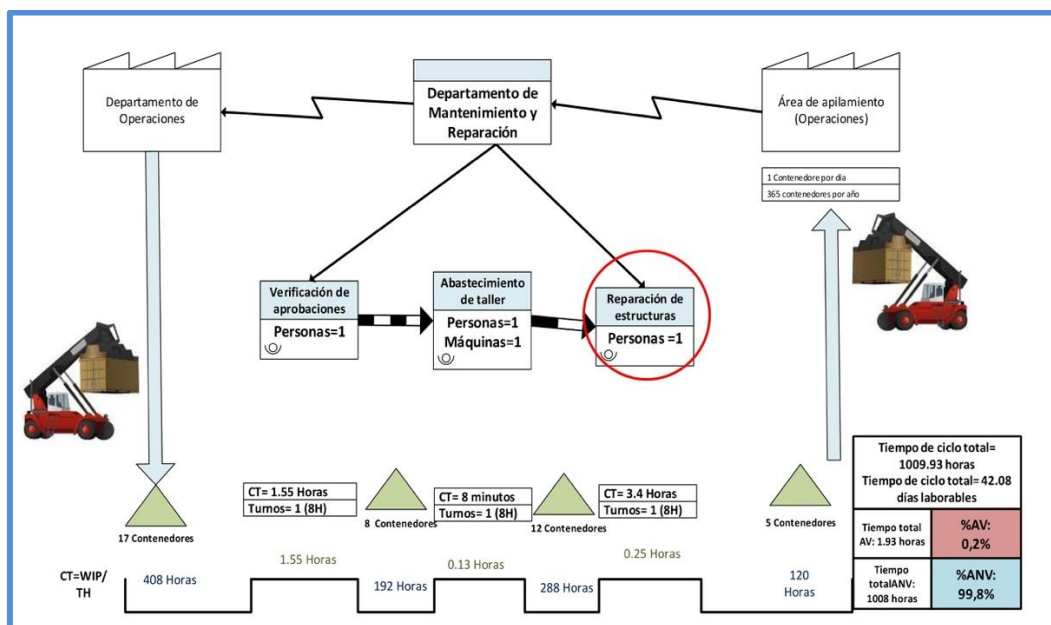 Departamento de
Operaciones
Departamento de
Mantenimiento y
Reparación
Área de apilamiento
(Operaciones)
1 Contenedore por día
365 contenedores por año
Verificación de
aprobaciones
Personas=1
Abastecimiento
de taller
Personas=1
Máquinas=1
Reparación de
estructuras
Personas =1
17 Contenedores
CT= 1.55 Horas
Turnos= 1 (8H)
8 Contenedores
CT= 8 minutos
Turnos= 1 (8H)
12 Contenedores
CT= 3.4 Horas
Turnos= 1 (8H)
5 Contenedores
Tiempo de ciclo total=
1009.93 horas
Tiempo de ciclo total= 42.08
días laborables
Tiempo total
AV: 1.93 horas
%AV:
0,2%
Tiempo
totalANV:
1008 horas
%ANV:
99,8%
CT=WIP/
TH
408 Horas
1.55 Horas
192 Horas
0.13 Horas
288 Horas
0.25 Horas
120
Horas